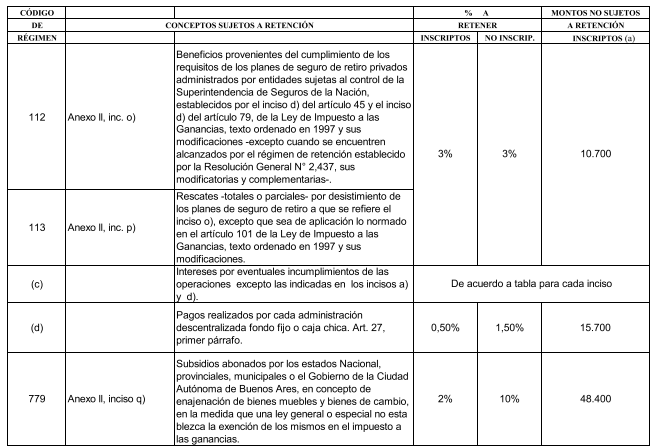 CÓDIGO % A MONTOS NO SUJETOS
DE CONCEPTOS SUJETOS A RETENCIÓN RETENER A RETENCIÓN
RÉGIMEN INSCRIPTOS NO INSCRIP. INSCRIPTOS (a)
Beneficios provenientes del cumplimiento de los
requisitos de los planes de seguro de retiro privados
administrados por entidades sujetas al control de la
Superintendencia de Seguros de la Nación,
establecidos por el inciso d) del artículo 45 y el inciso
112 Anexo II, inc. o) d) del artículo 79, de la Ley de Impuesto a las
Ganancias, texto ordenado en 1997 y sus
modificaciones -excepto cuando se encuentren
alcanzados por el régimen de retención establecido 3% 3% 10.700
por la Resolución General N° 2,437, sus
modificatorias y complementarias-.
Rescates -totales o parciales- por desistimiento de
los planes de seguro de retiro a que se refiere el
113 Anexo II, inc. p) inciso o), excepto que sea de aplicación lo normado
en el artículo 101 de la Ley de Impuesto a las
Ganancias, texto ordenado en 1997 y sus
modificaciones.
Intereses por eventuales incumplimientos de las
(c) operaciones excepto las indicadas en los incisos a) De acuerdo a tabla para cada inciso
y d).
Pagos realizados por cada administración
(d) descentralizada fondo fijo o caja chica. Art. 27, 0,50% 1,50% 15.700
primer párrafo.
Subsidios abonados por los estados Nacional,
provinciales, municipales o el Gobierno de la Ciudad
Autónoma de Buenos Ares, en concepto de
779 Anexo II, inciso q) enajenación de bienes muebles y bienes de cambio, 2% 10% 48.400
en la medida que una ley general o especial no esta
blezca la exención de los mismos en el impuesto a
las ganancias.